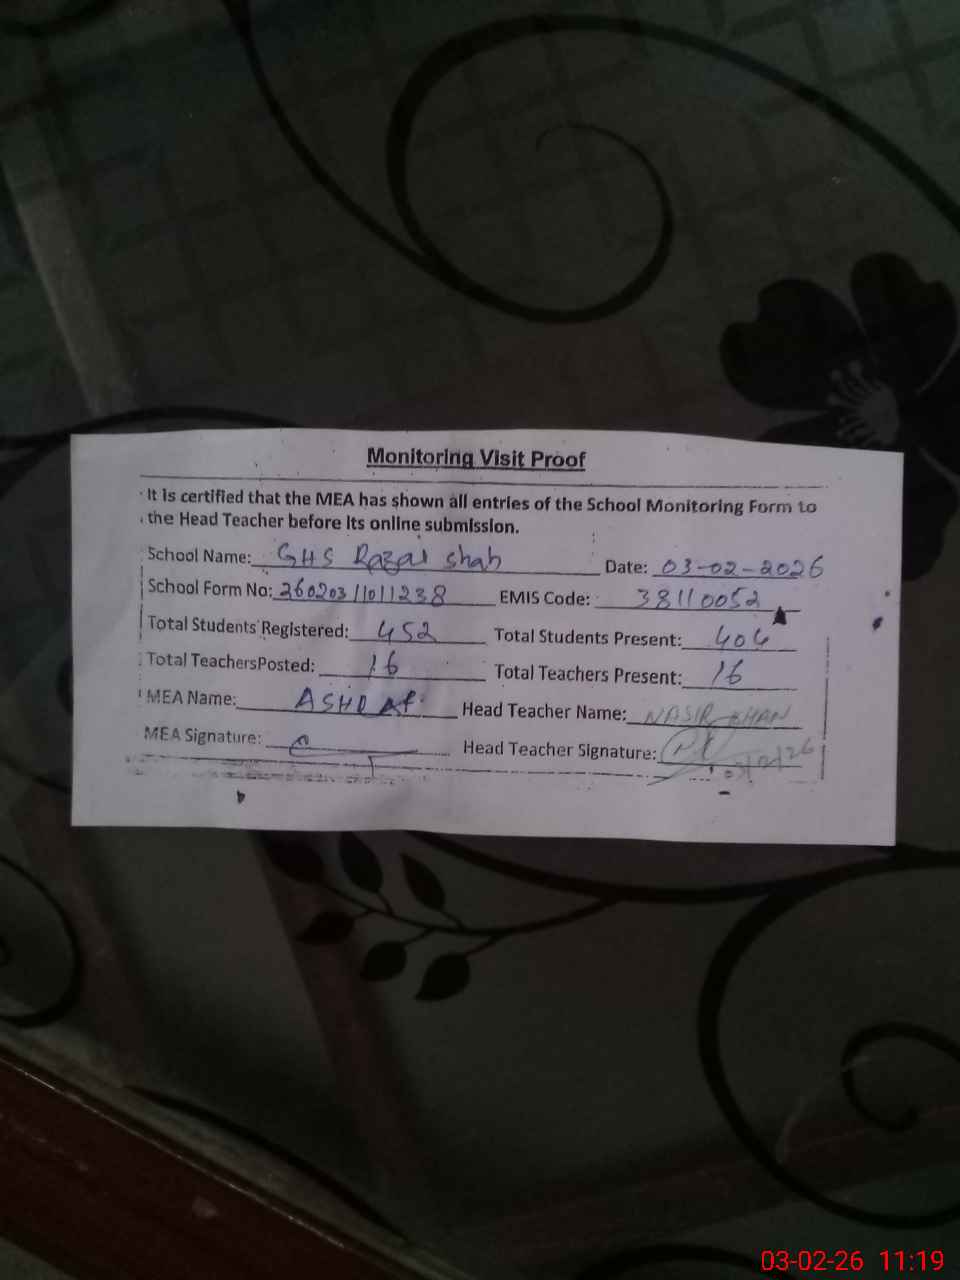 Monitoring Visit Proof
It is certified that the MEA has shown all entries of the School Monitoring Form to
the Head Teacher before its online submission.
School Name: GHS Razar Shah Date: 03-02-2026
School Form No: 26020311011238 EMIS Code: 38110052
Total Students Registered: 452 Total Students Present: 404
Total TeachersPosted: 16 Total Teachers Present: 16
MEA Name: ASHRAF Head Teacher Name: NASIR KHAN
MEA Signature: Head Teacher Signature:
03-02-26 11:19